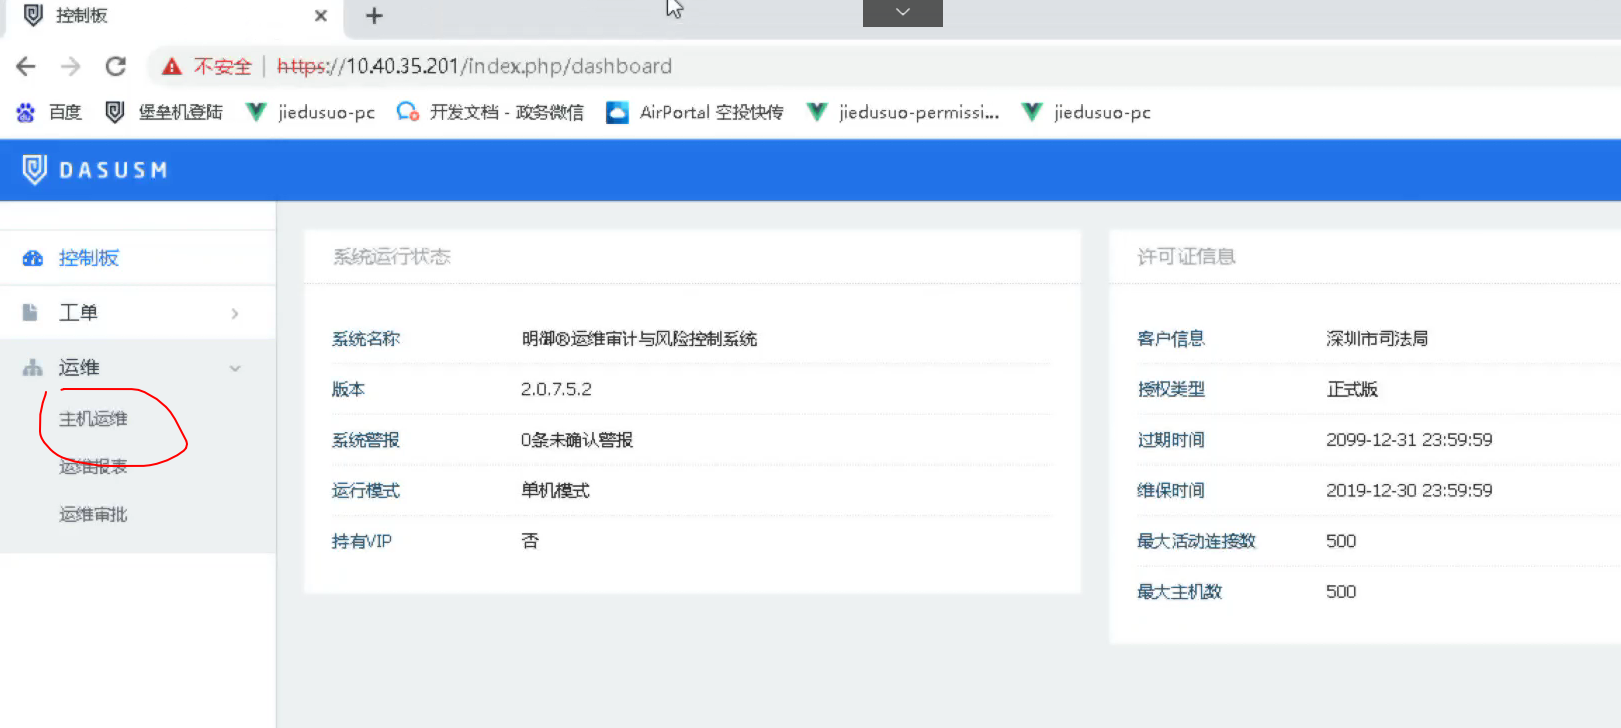 控制板
不安全 | https://10.40.35.201/index.php/dashboard
百度 堡垒机登陆 jiedusuo-pc 开发文档 - 政务微信 AirPortal 空投快传 jiedusuo-permissi... jiedusuo-pc
DASUSM
控制板
工单
运维
主机运维
运维报表
运维审批
系统运行状态
系统名称 明御®运维审计与风险控制系统
版本 2.0.7.5.2
系统警报 0条未确认警报
运行模式 单机模式
持有VIP 否
许可证信息
客户信息 深圳市司法局
授权类型 正式版
过期时间 2099-12-31 23:59:59
维保时间 2019-12-30 23:59:59
最大活动连接数 500
最大主机数 500